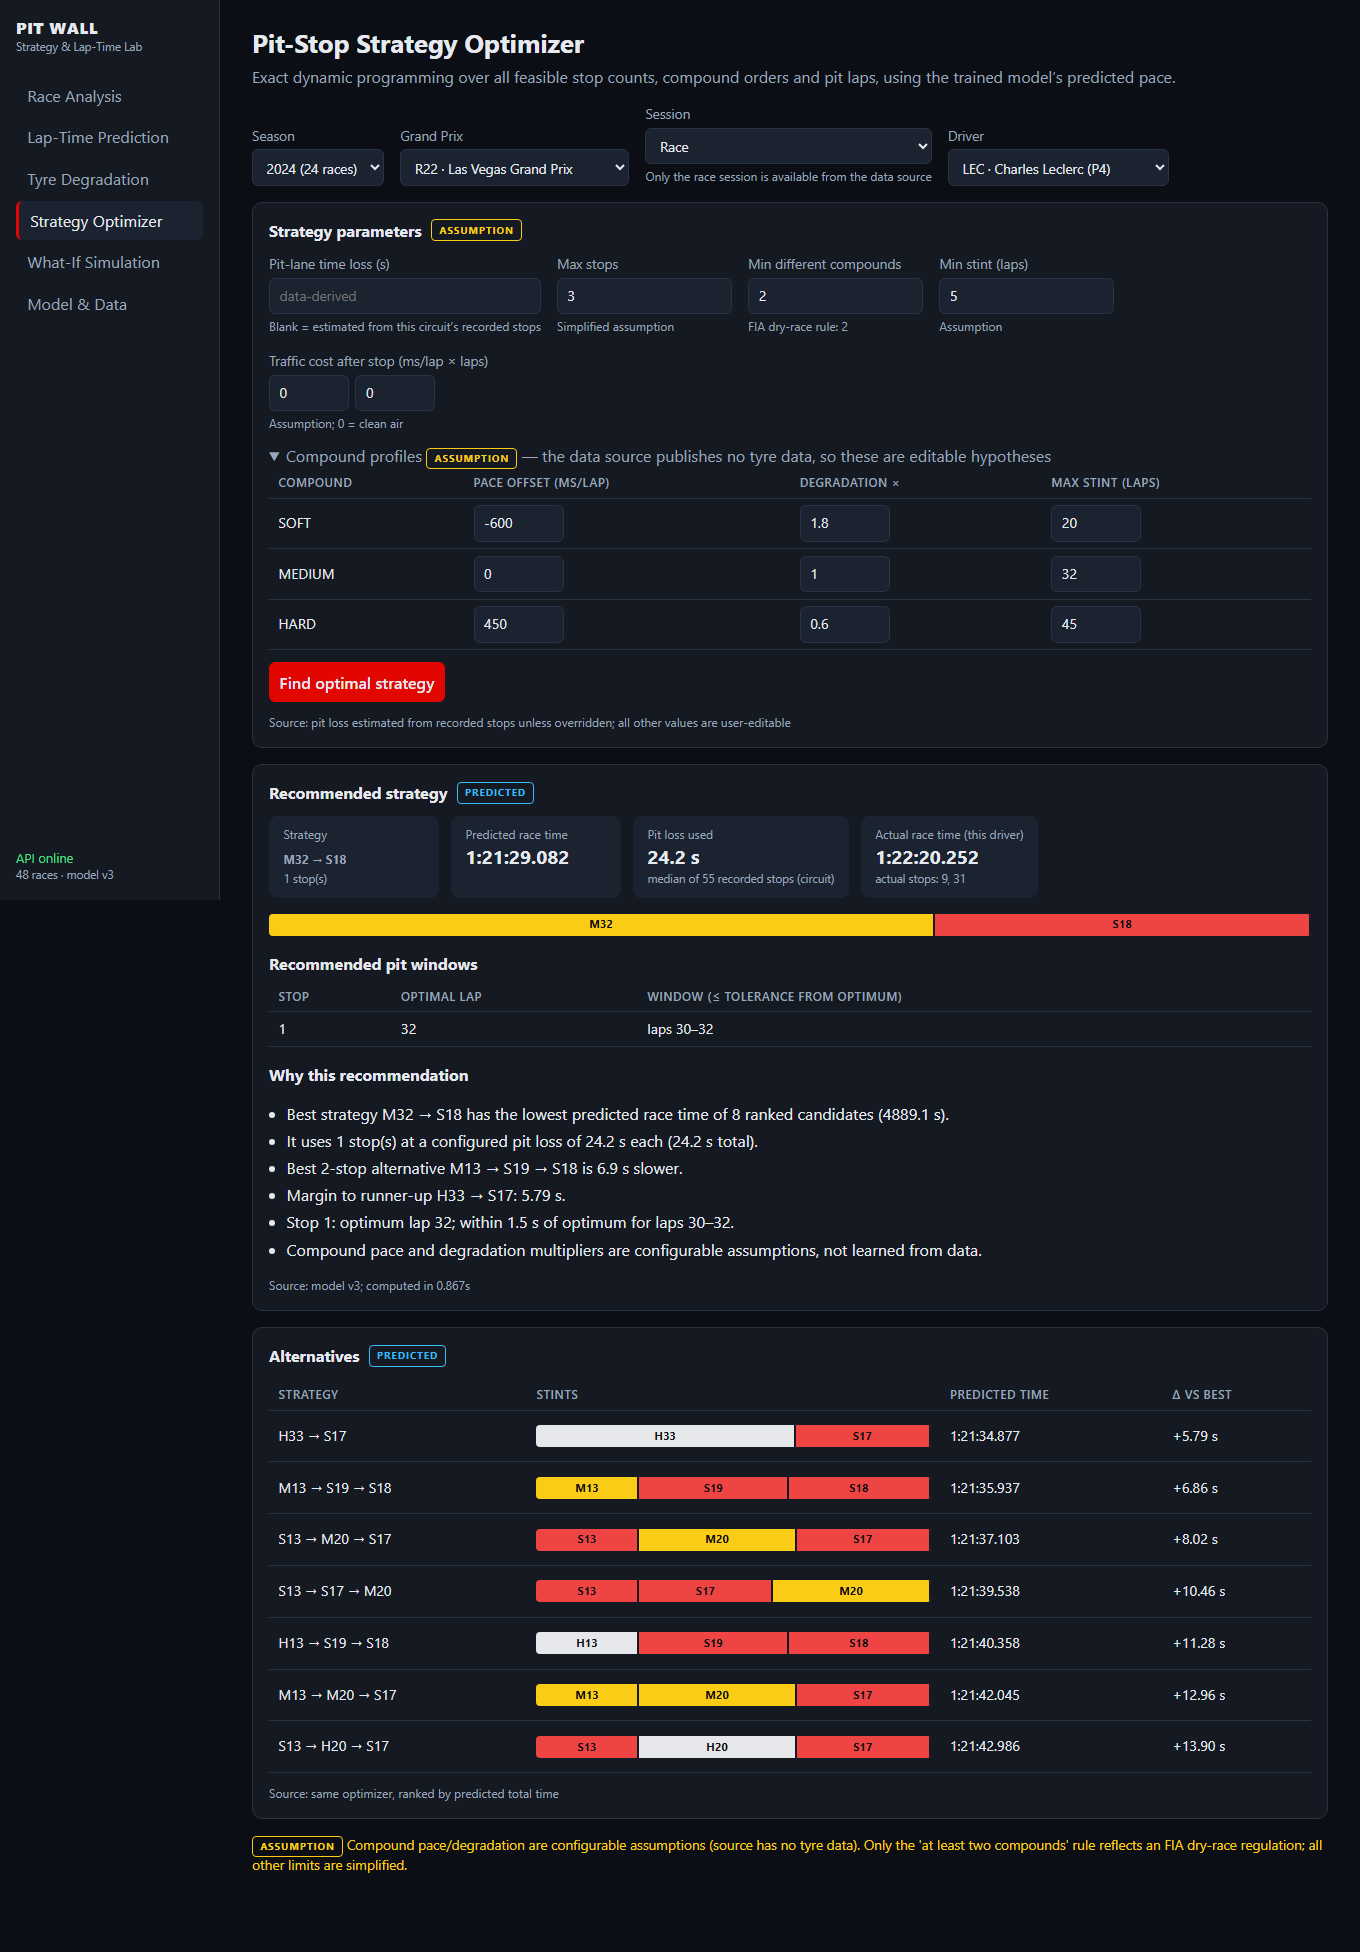 PIT WALL
Strategy & Lap-Time Lab
Race Analysis
Lap-Time Prediction
Tyre Degradation
Strategy Optimizer
What-If Simulation
Model & Data
API online
48 races · model v3
Pit-Stop Strategy Optimizer
Exact dynamic programming over all feasible stop counts, compound orders and pit laps, using the trained model's predicted pace.
Season
2024 (24 races)
Grand Prix
R22 · Las Vegas Grand Prix
Session
Race
Only the race session is available from the data source
Driver
LEC · Charles Leclerc (P4)
Strategy parameters ASSUMPTION
Pit-lane time loss (s)
data-derived
Blank = estimated from this circuit's recorded stops
Max stops
3
Simplified assumption
Min different compounds
2
FIA dry-race rule: 2
Min stint (laps)
5
Assumption
Traffic cost after stop (ms/lap × laps)
0 0
Assumption; 0 = clean air
▼ Compound profiles ASSUMPTION — the data source publishes no tyre data, so these are editable hypotheses
COMPOUND PACE OFFSET (MS/LAP) DEGRADATION × MAX STINT (LAPS)
SOFT -600 1.8 20
MEDIUM 0 1 32
HARD 450 0.6 45
Find optimal strategy
Source: pit loss estimated from recorded stops unless overridden; all other values are user-editable
Recommended strategy PREDICTED
Strategy
M32 → S18
1 stop(s)
Predicted race time
1:21:29.082
Pit loss used
24.2 s
median of 55 recorded stops (circuit)
Actual race time (this driver)
1:22:20.252
actual stops: 9, 31
M32 S18
Recommended pit windows
STOP OPTIMAL LAP WINDOW (≤ TOLERANCE FROM OPTIMUM)
1 32 laps 30–32
Why this recommendation
• Best strategy M32 → S18 has the lowest predicted race time of 8 ranked candidates (4889.1 s).
• It uses 1 stop(s) at a configured pit loss of 24.2 s each (24.2 s total).
• Best 2-stop alternative M13 → S19 → S18 is 6.9 s slower.
• Margin to runner-up H33 → S17: 5.79 s.
• Stop 1: optimum lap 32; within 1.5 s of optimum for laps 30–32.
• Compound pace and degradation multipliers are configurable assumptions, not learned from data.
Source: model v3; computed in 0.867s
Alternatives PREDICTED
STRATEGY STINTS PREDICTED TIME Δ VS BEST
H33 → S17 H33 S17 1:21:34.877 +5.79 s
M13 → S19 → S18 M13 S19 S18 1:21:35.937 +6.86 s
S13 → M20 → S17 S13 M20 S17 1:21:37.103 +8.02 s
S13 → S17 → M20 S13 S17 M20 1:21:39.538 +10.46 s
H13 → S19 → S18 H13 S19 S18 1:21:40.358 +11.28 s
M13 → M20 → S17 M13 M20 S17 1:21:42.045 +12.96 s
S13 → H20 → S17 S13 H20 S17 1:21:42.986 +13.90 s
Source: same optimizer, ranked by predicted total time
ASSUMPTION Compound pace/degradation are configurable assumptions (source has no tyre data). Only the 'at least two compounds' rule reflects an FIA dry-race regulation; all
other limits are simplified.